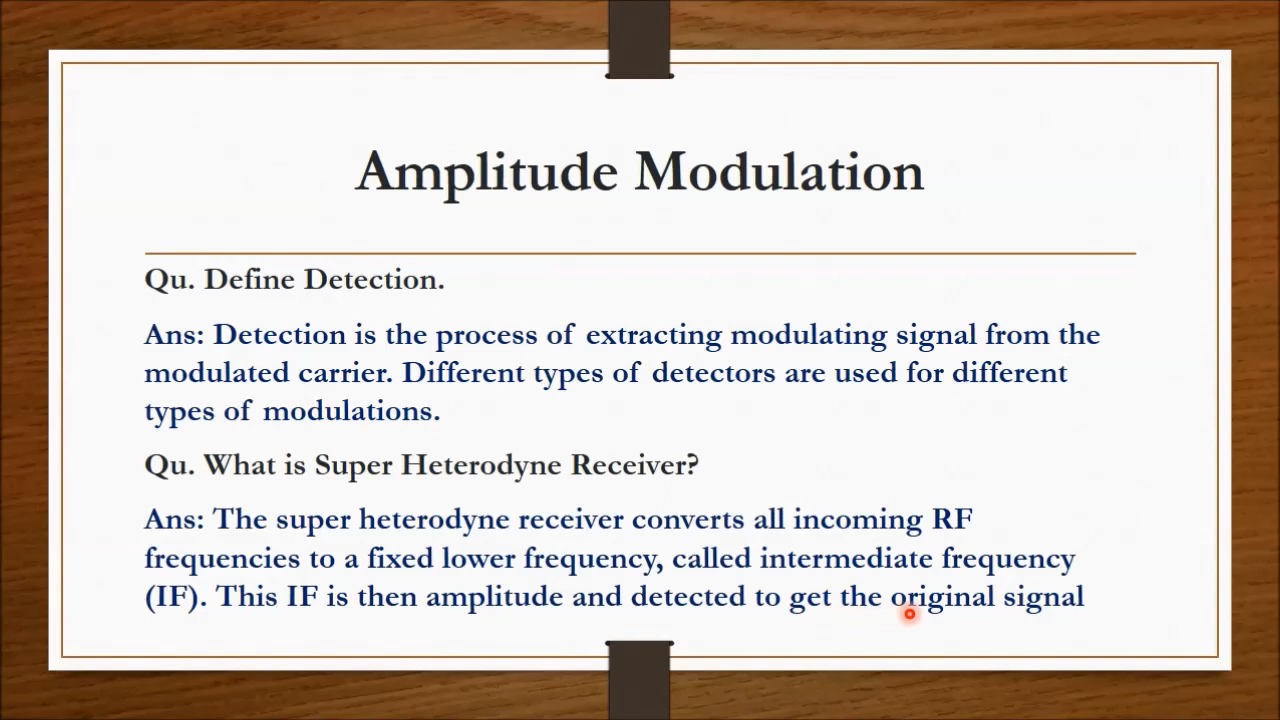 Amplitude Modulation
Qu. Define Detection.
Ans: Detection is the process of extracting modulating signal from the
modulated carrier. Different types of detectors are used for different
types of modulations.
Qu. What is Super Heterodyne Receiver?
Ans: The super heterodyne receiver converts all incoming RF
frequencies to a fixed lower frequency, called intermediate frequency
(IF). This IF is then amplitude and detected to get the original signal